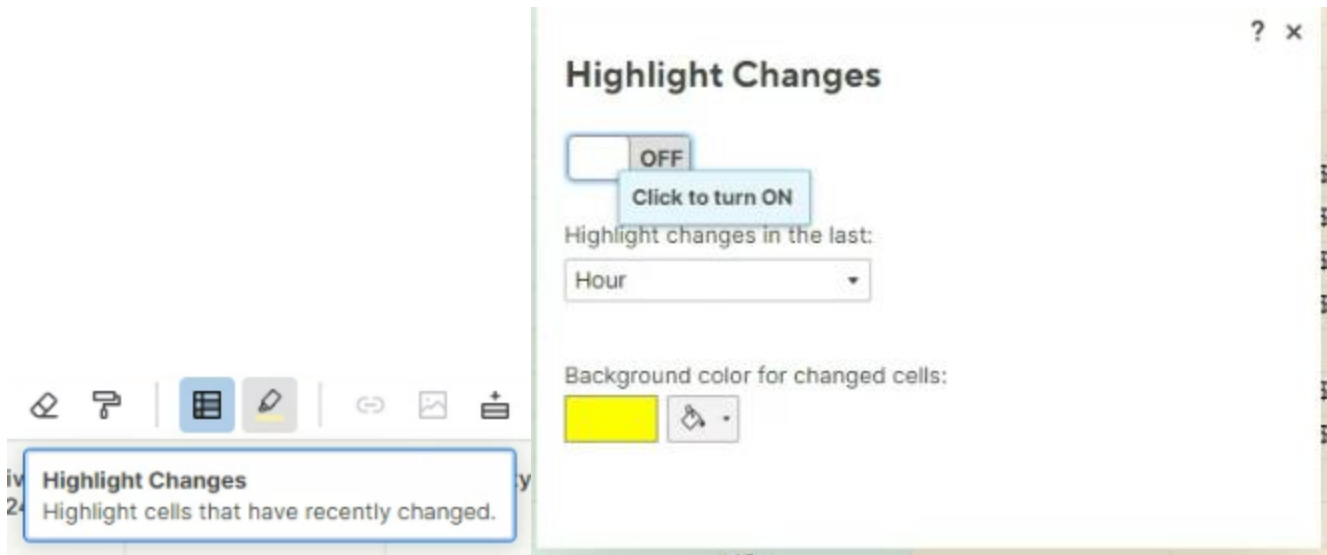 Highlight Changes
Highlight cells that have recently changed.
? ×
Highlight Changes
OFF
Click to turn ON
Highlight changes in the last:
Hour
Background color for changed cells: